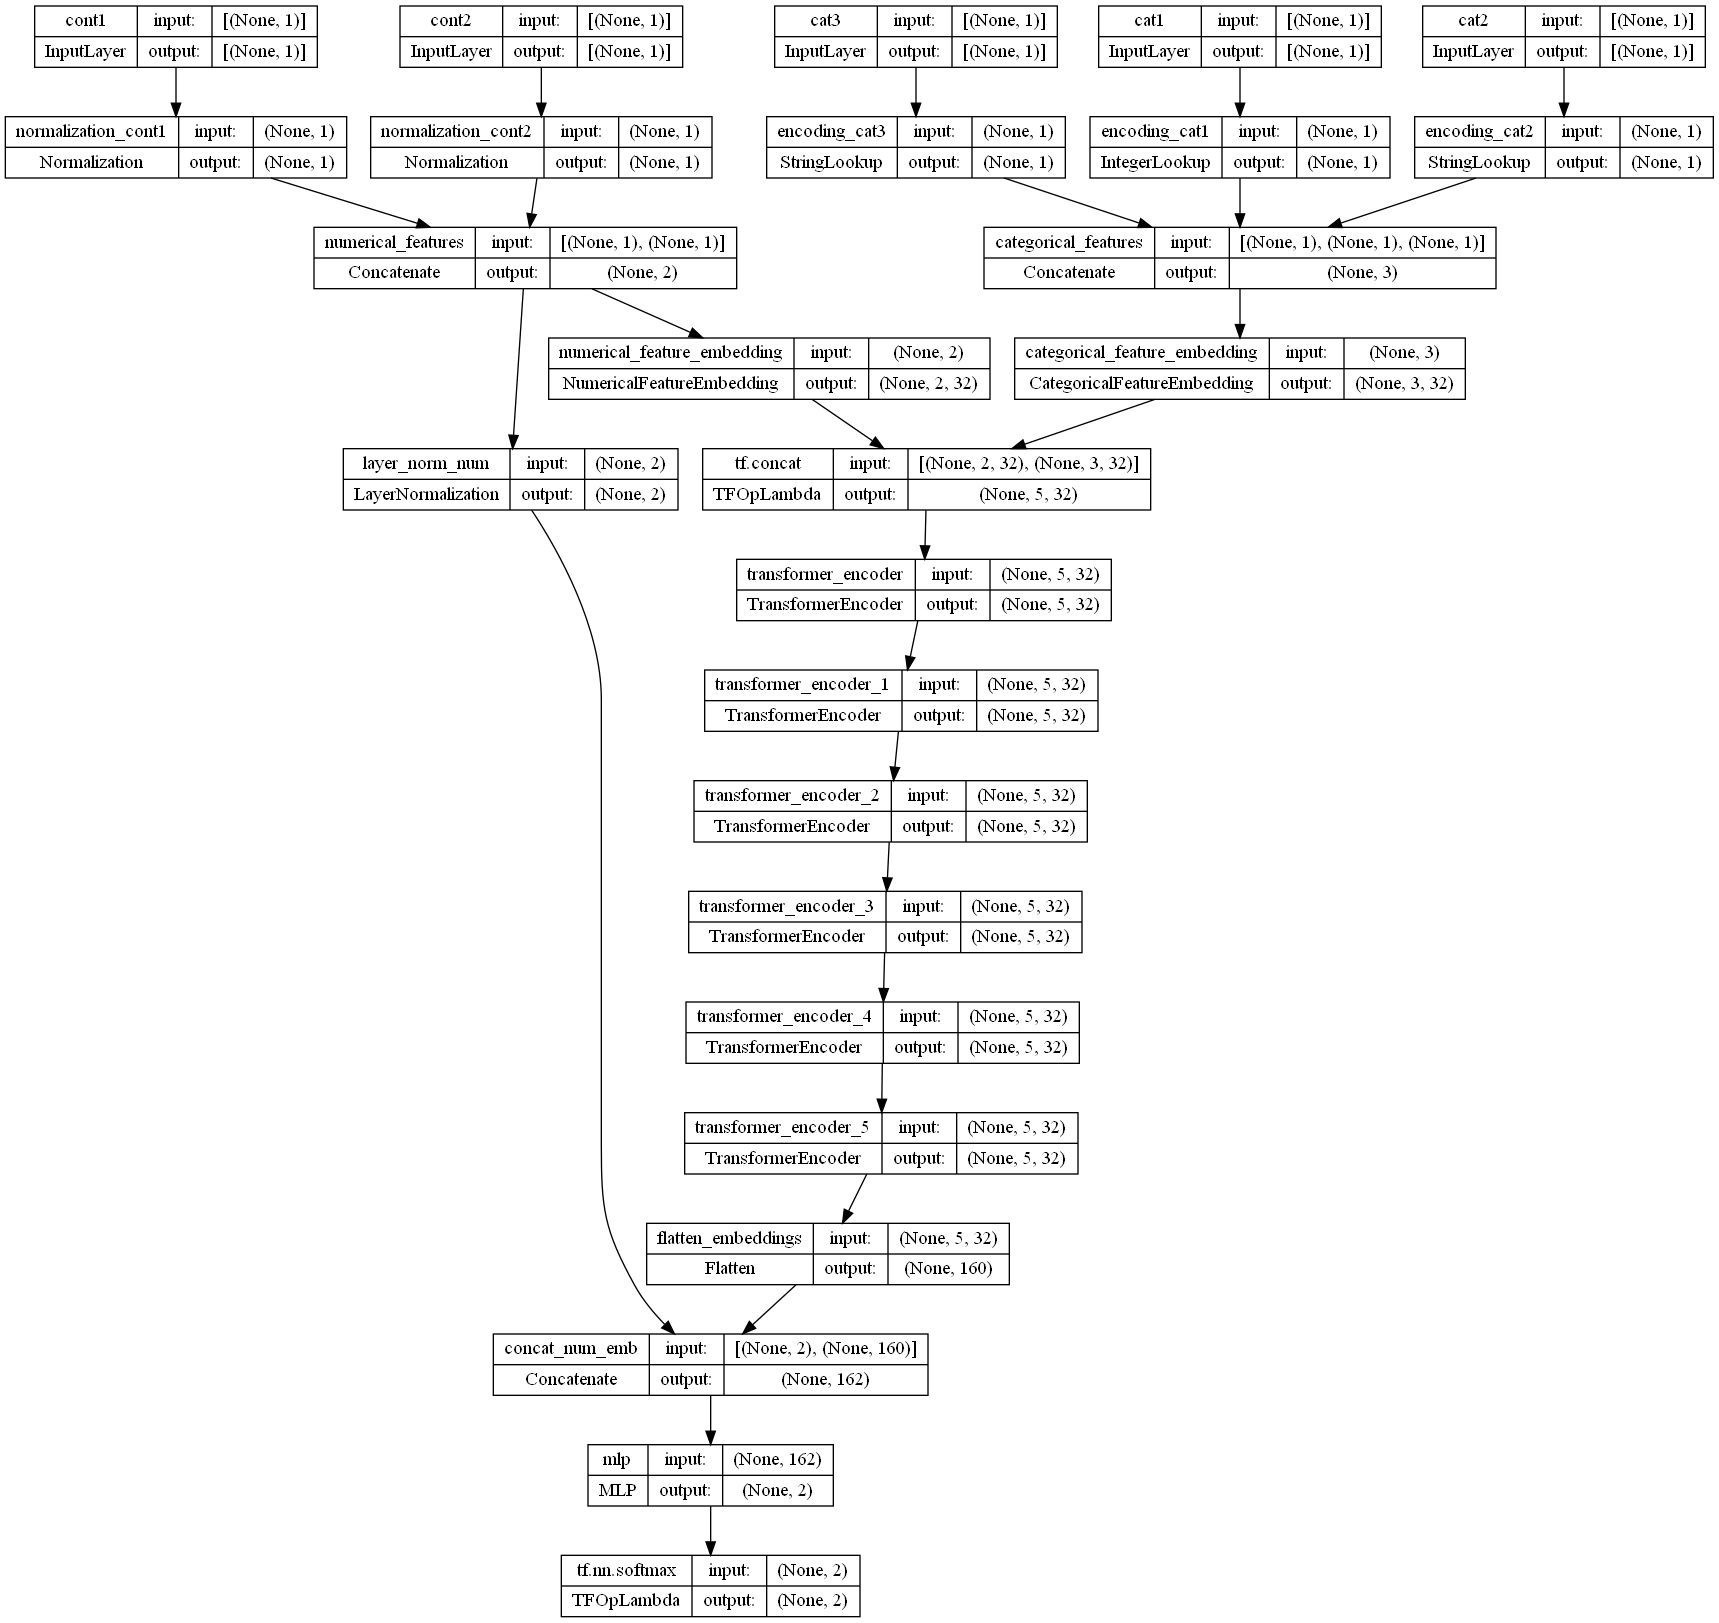 cont1 input: [(None, 1)]
InputLayer output: [(None, 1)]
cont2 input: [(None, 1)]
InputLayer output: [(None, 1)]
cat3 input: [(None, 1)]
InputLayer output: [(None, 1)]
cat1 input: [(None, 1)]
InputLayer output: [(None, 1)]
cat2 input: [(None, 1)]
InputLayer output: [(None, 1)]
normalization_cont1 input: (None, 1)
Normalization output: (None, 1)
normalization_cont2 input: (None, 1)
Normalization output: (None, 1)
encoding_cat3 input: (None, 1)
StringLookup output: (None, 1)
encoding_cat1 input: (None, 1)
IntegerLookup output: (None, 1)
encoding_cat2 input: (None, 1)
StringLookup output: (None, 1)
numerical_features input: [(None, 1), (None, 1)]
Concatenate output: (None, 2)
categorical_features input: [(None, 1), (None, 1), (None, 1)]
Concatenate output: (None, 3)
numerical_feature_embedding input: (None, 2)
NumericalFeatureEmbedding output: (None, 2, 32)
categorical_feature_embedding input: (None, 3)
CategoricalFeatureEmbedding output: (None, 3, 32)
layer_norm_num input: (None, 2)
LayerNormalization output: (None, 2)
tf.concat input: [(None, 2, 32), (None, 3, 32)]
TFOpLambda output: (None, 5, 32)
transformer_encoder input: (None, 5, 32)
TransformerEncoder output: (None, 5, 32)
transformer_encoder_1 input: (None, 5, 32)
TransformerEncoder output: (None, 5, 32)
transformer_encoder_2 input: (None, 5, 32)
TransformerEncoder output: (None, 5, 32)
transformer_encoder_3 input: (None, 5, 32)
TransformerEncoder output: (None, 5, 32)
transformer_encoder_4 input: (None, 5, 32)
TransformerEncoder output: (None, 5, 32)
transformer_encoder_5 input: (None, 5, 32)
TransformerEncoder output: (None, 5, 32)
flatten_embeddings input: (None, 5, 32)
Flatten output: (None, 160)
concat_num_emb input: [(None, 2), (None, 160)]
Concatenate output: (None, 162)
mlp input: (None, 162)
MLP output: (None, 2)
tf.nn.softmax input: (None, 2)
TFOpLambda output: (None, 2)